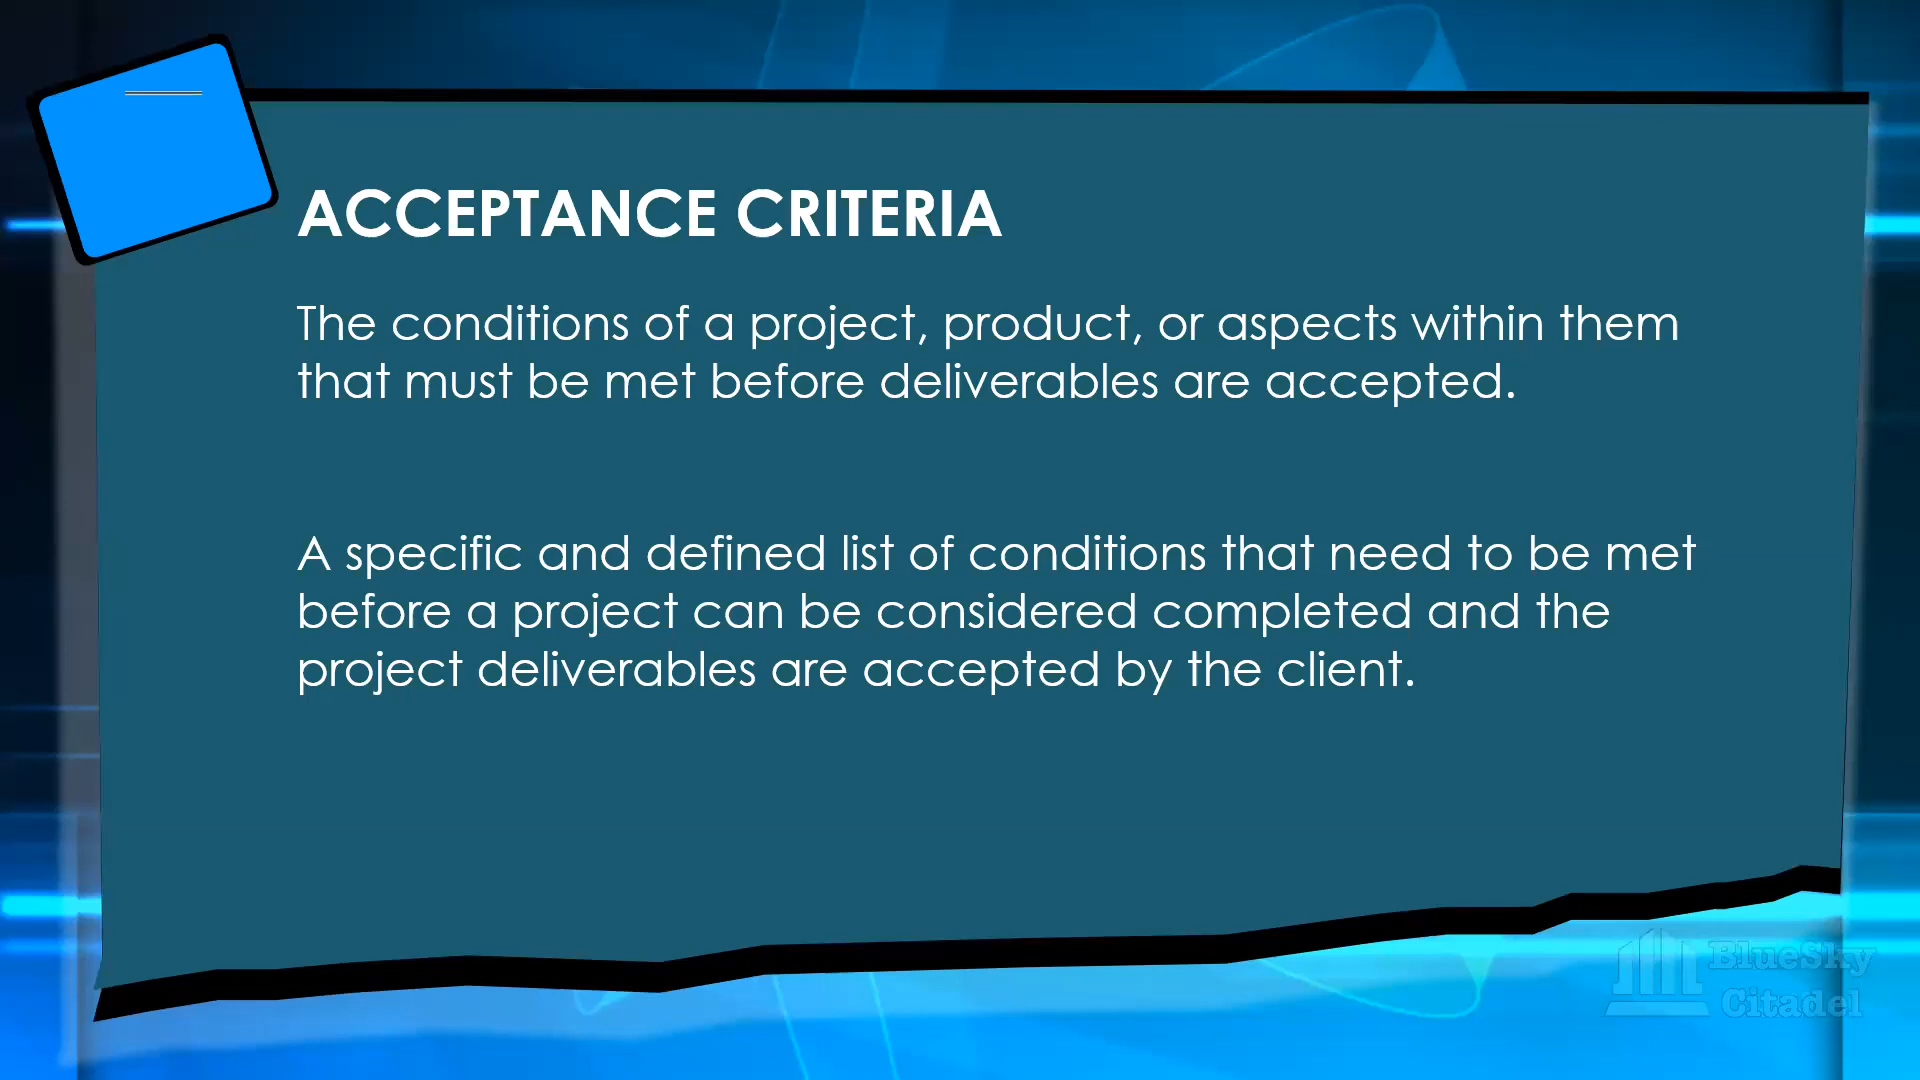 ACCEPTANCE CRITERIA
The conditions of a project, product, or aspects within them
that must be met before deliverables are accepted.
A specific and defined list of conditions that need to be met
before a project can be considered completed and the
project deliverables are accepted by the client.
BlueSky
Citadel